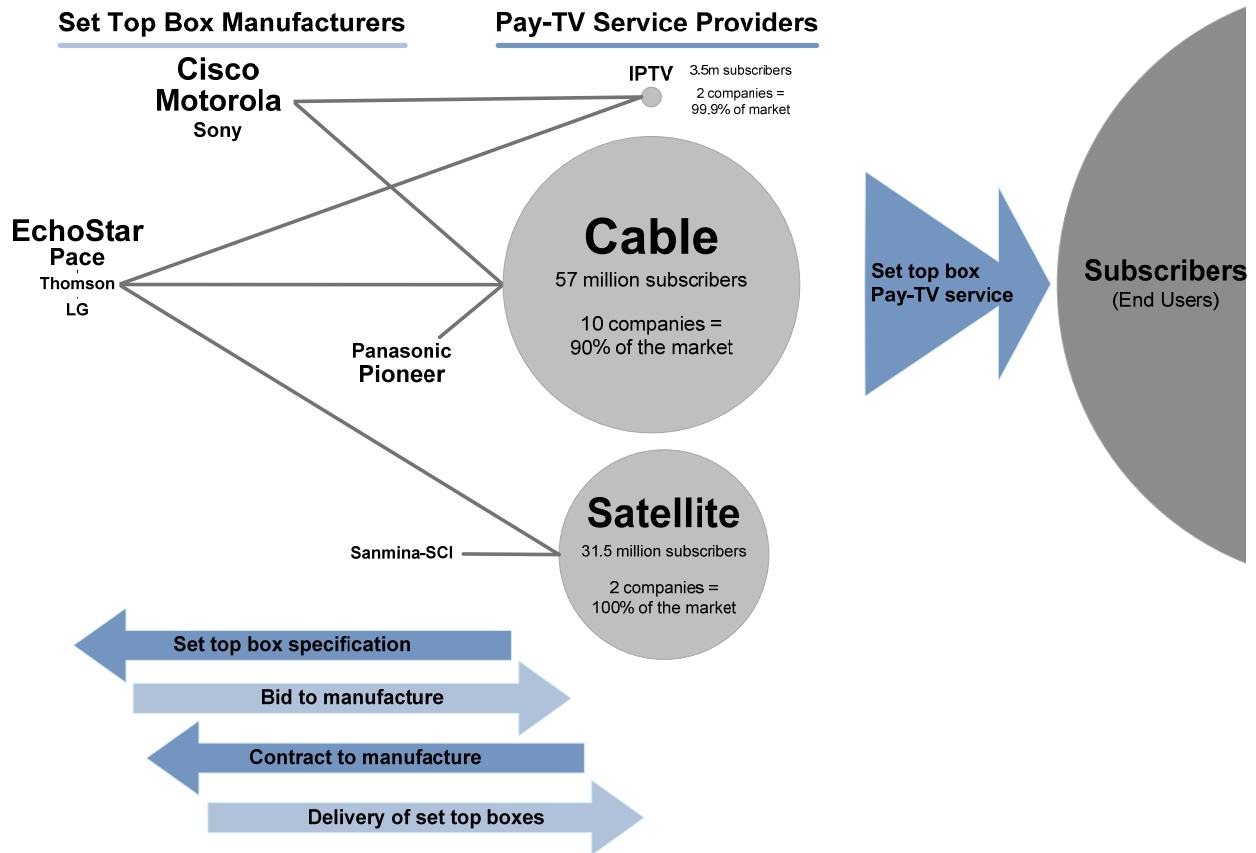 Set Top Box Manufacturers
Pay-TV Service Providers
Cisco
Motorola
Sony
IPTV
3.5m subscribers
2 companies =
99.9% of market
EchoStar
Pace
Thomson
LG
Cable
57 million subscribers
10 companies =
90% of the market
Panasonic
Pioneer
Set top box
Pay-TV service
Subscribers
(End Users)
Satellite
31.5 million subscribers
2 companies =
100% of the market
Sanmina-SCI
Set top box specification
Bid to manufacture
Contract to manufacture
Delivery of set top boxes